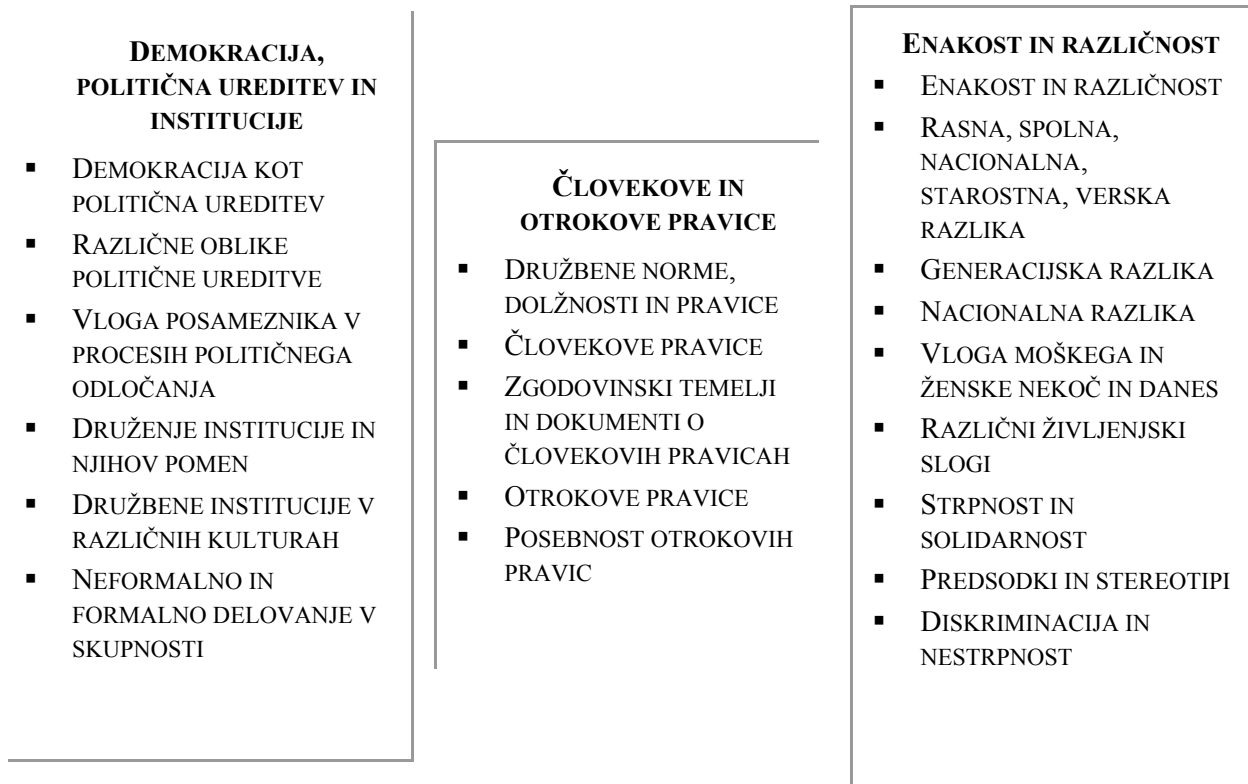 DEMOKRACIJA,
POLITIČNA UREDITEV IN
INSTITUCIJE
▪ DEMOKRACIJA KOT
POLITIČNA UREDITEV
▪ RAZLIČNE OBLIKE
POLITIČNE UREDITVE
▪ VLOGA POSAMEZNIKA V
PROCESIH POLITIČNEGA
ODLOČANJA
▪ DRUŽENJE INSTITUCIJE IN
NJIHOV POMEN
▪ DRUŽBENE INSTITUCIJE V
RAZLIČNIH KULTURAH
▪ NEFORMALNO IN
FORMALNO DELOVANJE V
SKUPNOSTI
ČLOVEKOVE IN
OTROKOVE PRAVICE
▪ DRUŽBENE NORME,
DOLŽNOSTI IN PRAVICE
▪ ČLOVEKOVE PRAVICE
▪ ZGODOVINSKI TEMELJI
IN DOKUMENTI O
ČLOVEKOVIH PRAVICAH
▪ OTROKOVE PRAVICE
▪ POSEBNOST OTROKOVIH
PRAVIC
ENAKOST IN RAZLIČNOST
▪ ENAKOST IN RAZLIČNOST
▪ RASNA, SPOLNA,
NACIONALNA,
STAROSTNA, VERSKA
RAZLIKA
▪ GENERACIJSKA RAZLIKA
▪ NACIONALNA RAZLIKA
▪ VLOGA MOŠKEGA IN
ŽENSKE NEKOČ IN DANES
▪ RAZLIČNI ŽIVLJENJSKI
SLOGI
▪ STRPNOST IN
SOLIDARNOST
▪ PREDSODKI IN STEREOTIPI
▪ DISKRIMINACIJA IN
NESTRPNOST